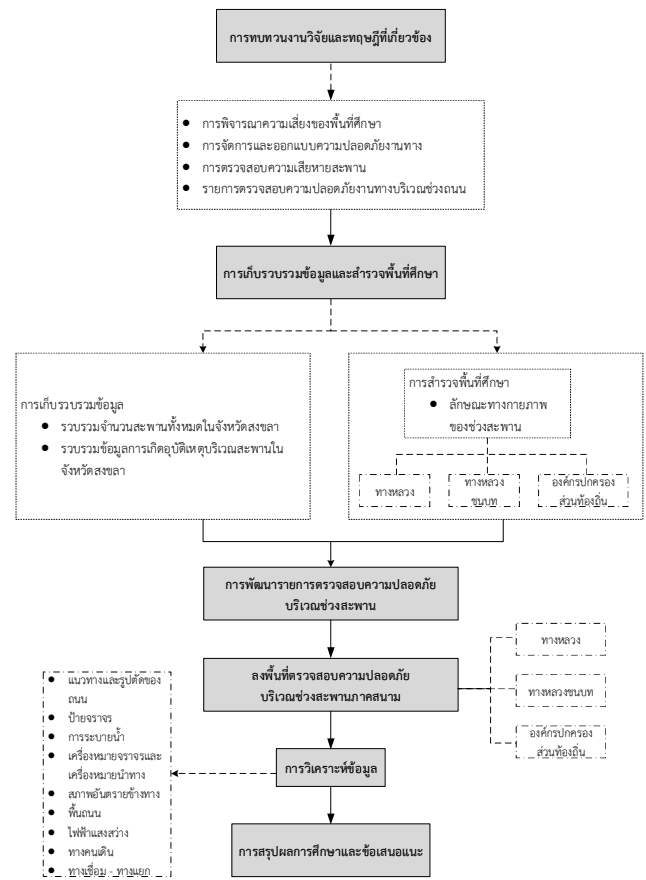 การทบทวนงานวิจัยและทฤษฎีที่เกี่ยวข้อง
● การพิจารณาความเสี่ยงของพื้นที่ศึกษา
● การจัดการและออกแบบความปลอดภัยงานทาง
● การตรวจสอบความเสียหายสะพาน
● รายการตรวจสอบความปลอดภัยงานทางบริเวณช่วงถนน
การเก็บรวบรวมข้อมูลและสำรวจพื้นที่ศึกษา
การเก็บรวบรวมข้อมูล
● รวบรวมจำนวนสะพานทั้งหมดในจังหวัดสงขลา
● รวบรวมข้อมูลการเกิดอุบัติเหตุบริเวณสะพานใน
จังหวัดสงขลา
การสำรวจพื้นที่ศึกษา
● ลักษณะทางกายภาพ
ของช่วงสะพาน
ทางหลวง
ทางหลวง
ชนบท
องค์กรปกครอง
ส่วนท้องถิ่น
การพัฒนารายการตรวจสอบความปลอดภัย
บริเวณช่วงสะพาน
ลงพื้นที่ตรวจสอบความปลอดภัย
บริเวณช่วงสะพานภาคสนาม
ทางหลวง
ทางหลวงชนบท
องค์กรปกครอง
ส่วนท้องถิ่น
การวิเคราะห์ข้อมูล
● แนวทางและรูปตัดของ
ถนน
● ป้ายจราจร
● การระบายน้ำ
● เครื่องหมายจราจรและ
เครื่องหมายนำทาง
● สภาพอันตรายข้างทาง
● พื้นถนน
● ไฟฟ้าแสงสว่าง
● ทางคนเดิน
● ทางเชื่อม - ทางแยก
การสรุปผลการศึกษาและข้อเสนอแนะ